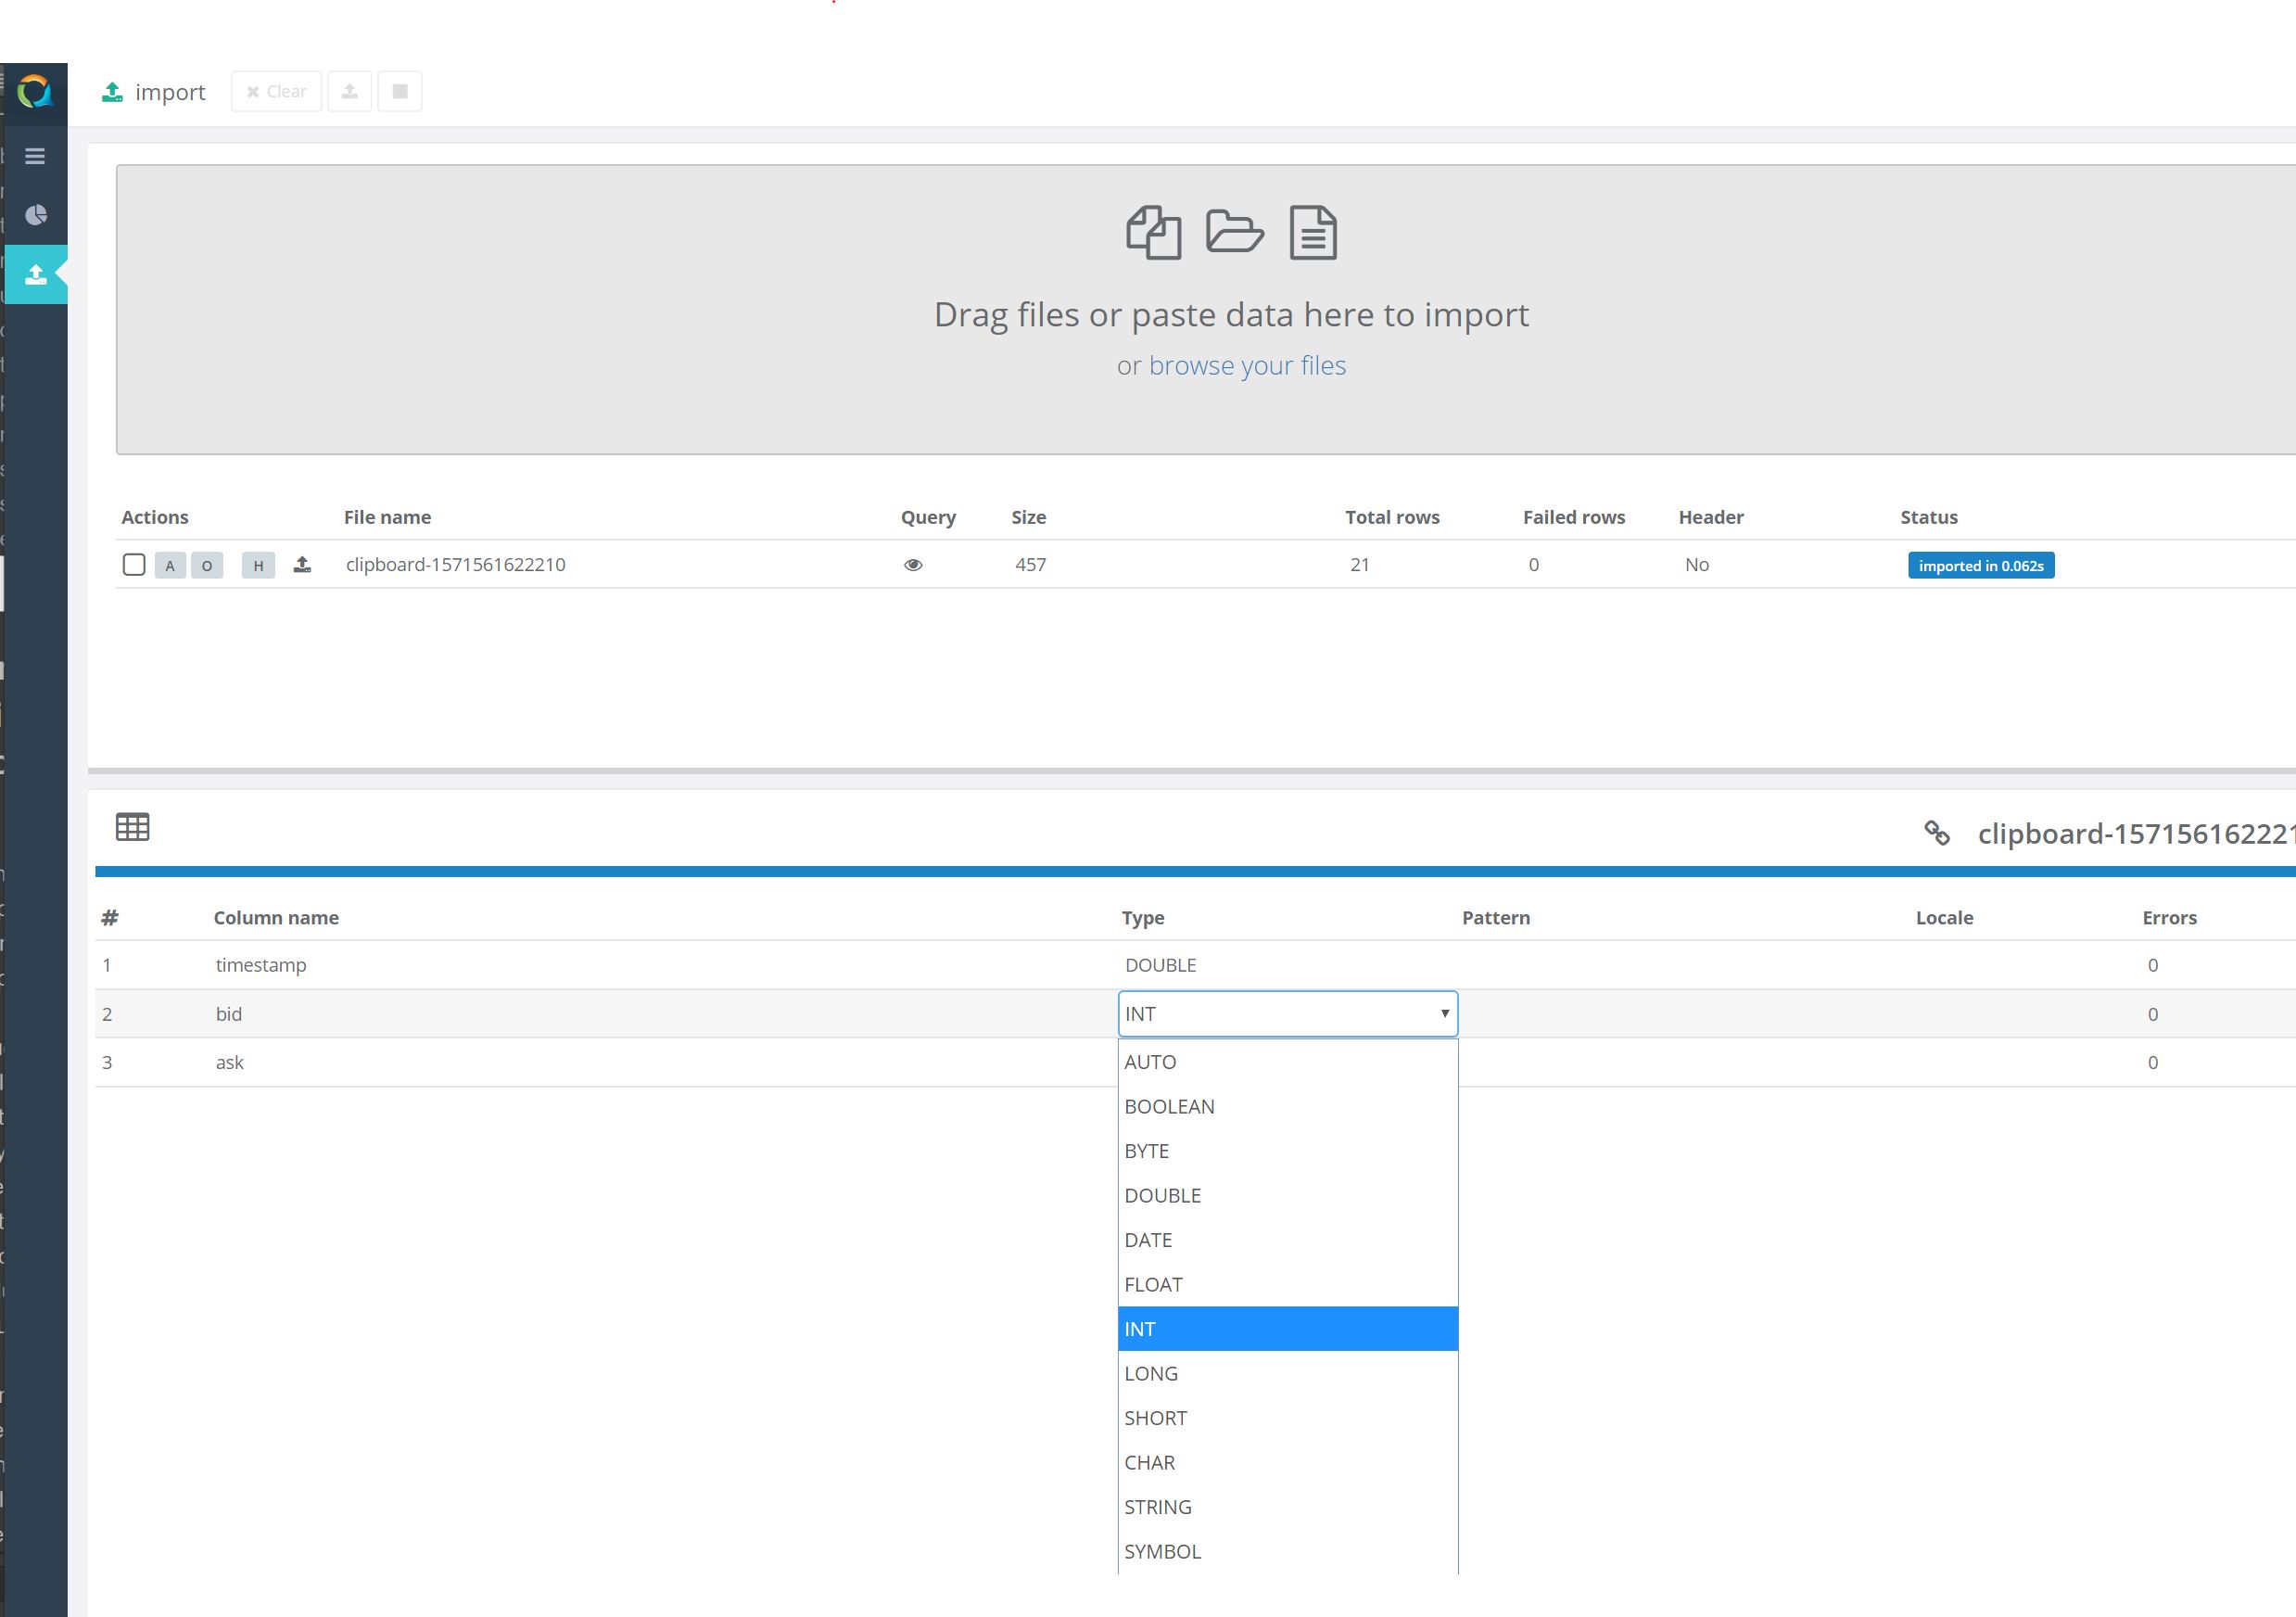 import Clear
Drag files or paste data here to import
or browse your files
Actions File name Query Size Total rows Failed rows Header Status
A O H clipboard-1571561622210 457 21 0 No imported in 0.062s
clipboard-157156162221
# Column name Type Pattern Locale Errors
1 timestamp DOUBLE 0
2 bid INT 0
3 ask 0
AUTO
BOOLEAN
BYTE
DOUBLE
DATE
FLOAT
INT
LONG
SHORT
CHAR
STRING
SYMBOL